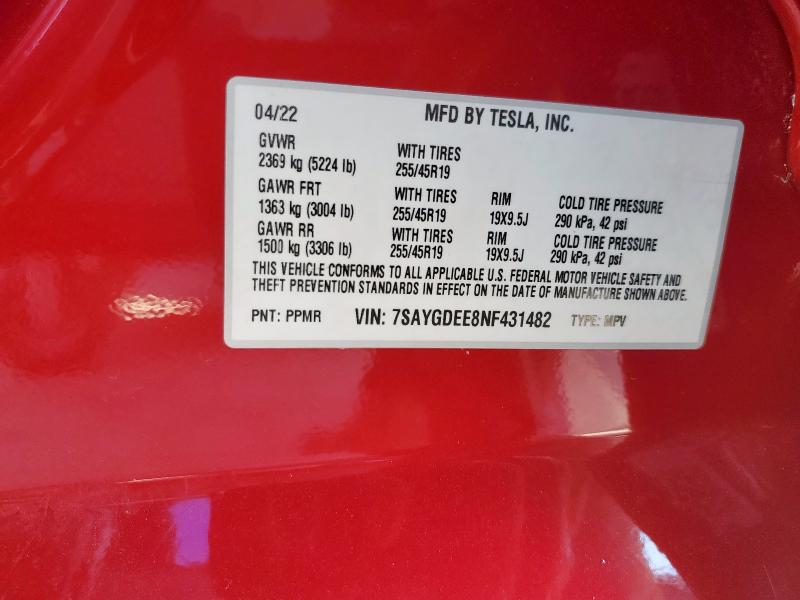 04/22 MFD BY TESLA, INC.
GVWR
2369 kg (5224 lb) WITH TIRES
255/45R19
GAWR FRT WITH TIRES RIM COLD TIRE PRESSURE
1363 kg (3004 lb) 255/45R19 19X9.5J 290 kPa, 42 psi
GAWR RR WITH TIRES RIM COLD TIRE PRESSURE
1500 kg (3306 lb) 255/45R19 19X9.5J 290 kPa, 42 psi
THIS VEHICLE CONFORMS TO ALL APPLICABLE U.S. FEDERAL MOTOR VEHICLE SAFETY AND
THEFT PREVENTION STANDARDS IN EFFECT ON THE DATE OF MANUFACTURE SHOWN ABOVE.
PNT: PPMR VIN: 7SAYGDEE8NF431482 TYPE: MPV